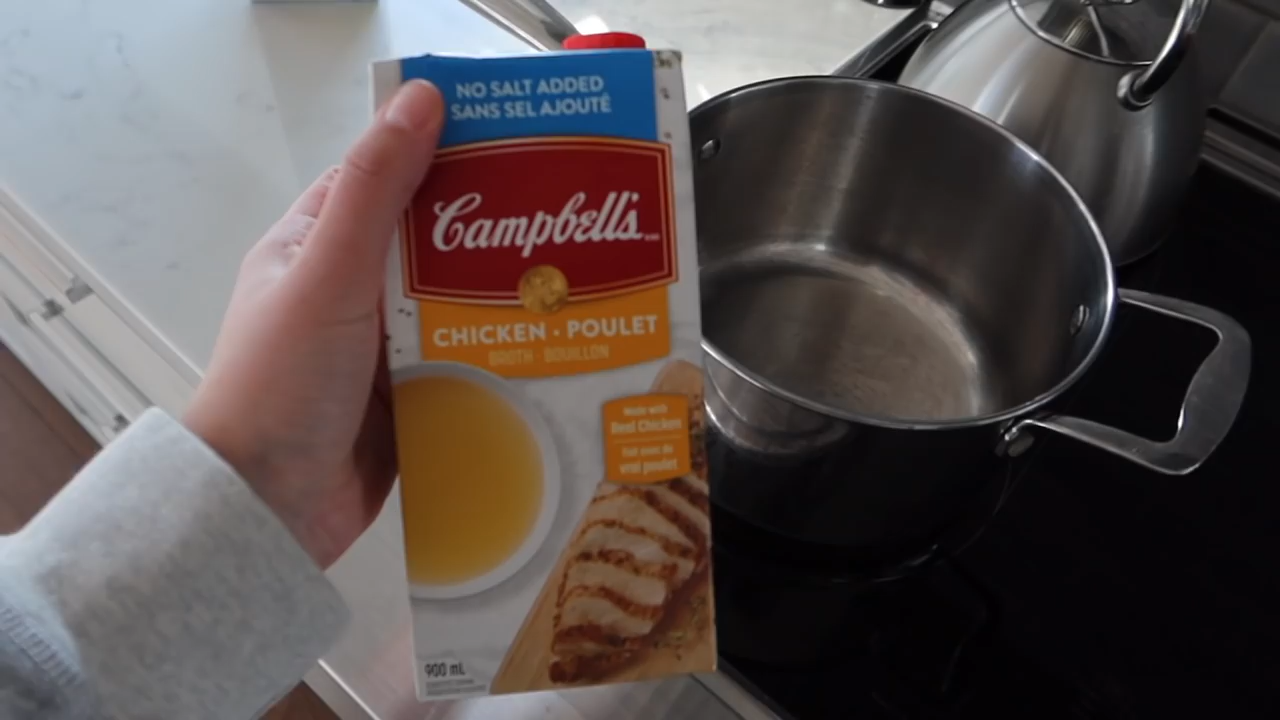 NO SALT ADDED
SANS SEL AJOUTÉ
Campbell's
CHICKEN · POULET
BROTH · BOUILLON
Made with
Real Chicken
Fait avec du
vrai poulet
900 mL